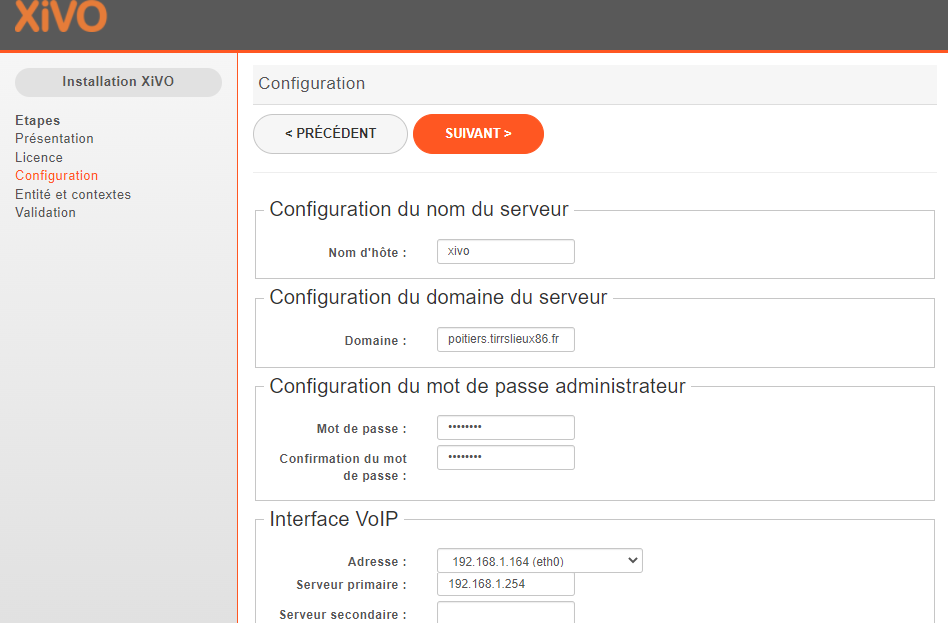 XiVO
Installation XiVO
Etapes
Présentation
Licence
Configuration
Entité et contextes
Validation
Configuration
< PRÉCÉDENT
SUIVANT >
Configuration du nom du serveur
Nom d'hôte :
xivo
Configuration du domaine du serveur
Domaine :
poitiers.tirrslieux86.fr
Configuration du mot de passe administrateur
Mot de passe :
••••••••
Confirmation du mot
de passe :
••••••••
Interface VoIP
Adresse :
192.168.1.164 (eth0)
Serveur primaire :
192.168.1.254
Serveur secondaire :